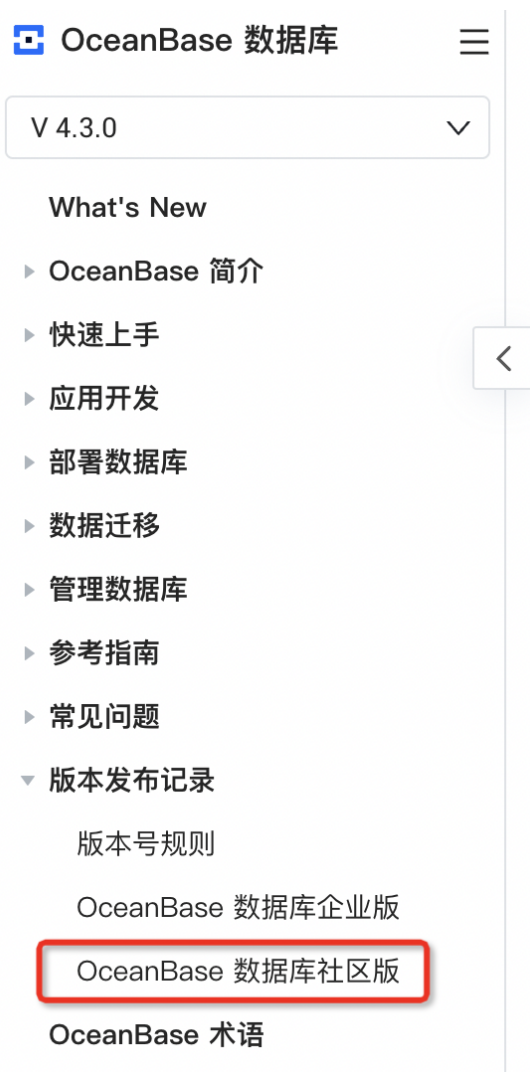 OceanBase 数据库
V 4.3.0
What's New
OceanBase 简介
快速上手
应用开发
部署数据库
数据迁移
管理数据库
参考指南
常见问题
版本发布记录
版本号规则
OceanBase 数据库企业版
OceanBase 数据库社区版
OceanBase 术语